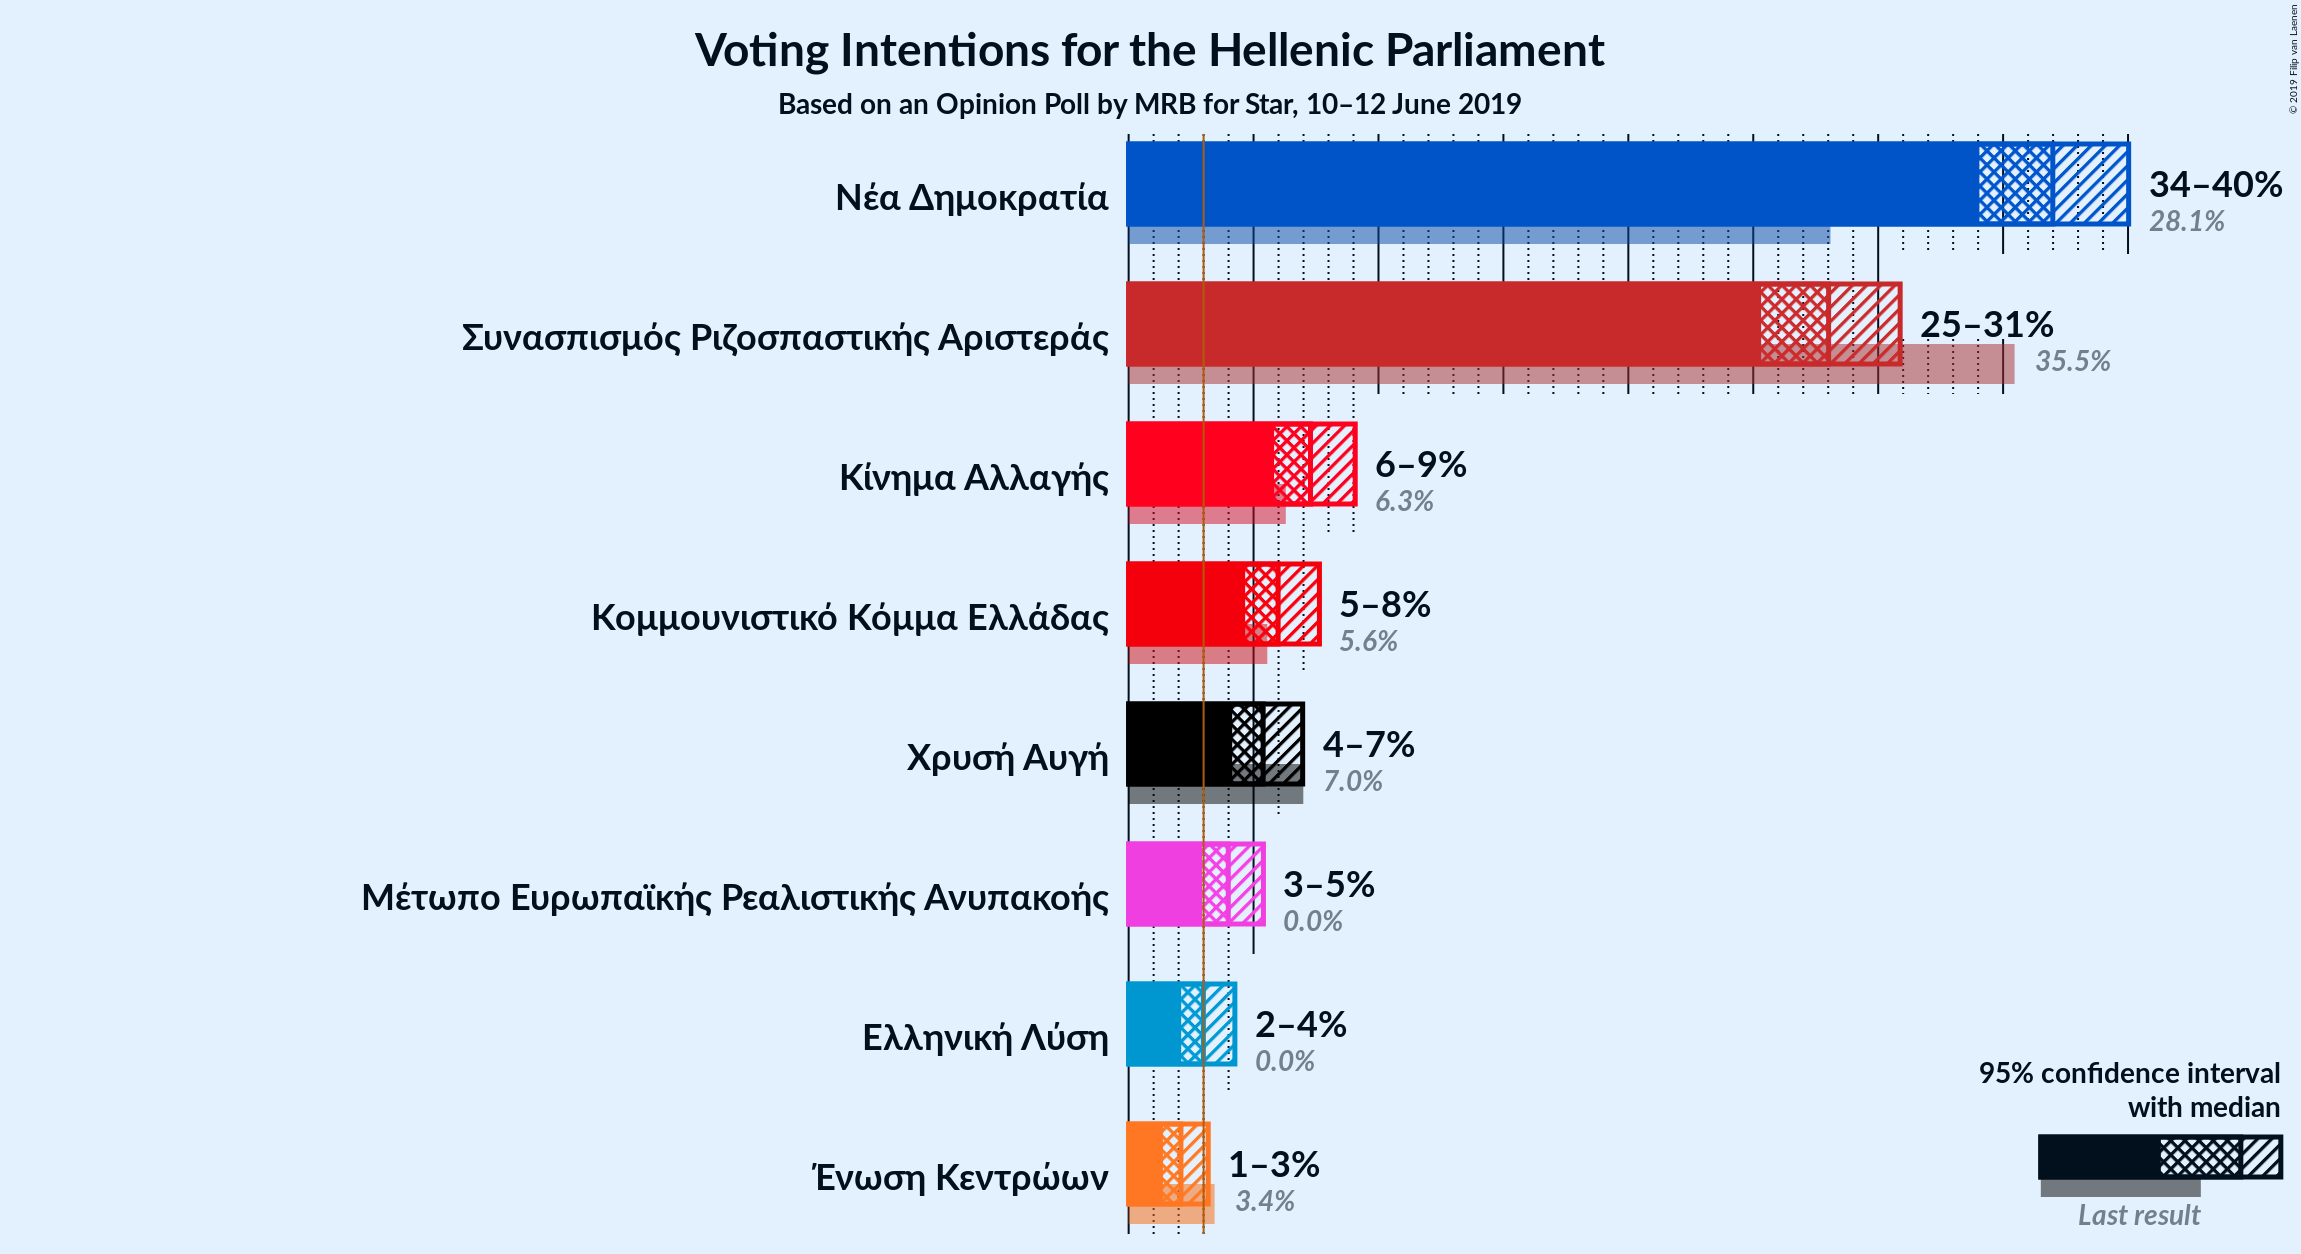 Voting Intentions for the Hellenic Parliament
Based on an Opinion Poll by MRB for Star, 10–12 June 2019
© 2019 Filip van Laenen
Νέα Δημοκρατία
34–40%
28.1%
Συνασπισμός Ριζοσπαστικής Αριστεράς
25–31%
35.5%
Κίνημα Αλλαγής
6–9%
6.3%
Κομμουνιστικό Κόμμα Ελλάδας
5–8%
5.6%
Χρυσή Αυγή
4–7%
7.0%
Μέτωπο Ευρωπαϊκής Ρεαλιστικής Ανυπακοής
3–5%
0.0%
Ελληνική Λύση
2–4%
0.0%
Ένωση Κεντρώων
1–3%
3.4%
95% confidence interval
with median
Last result